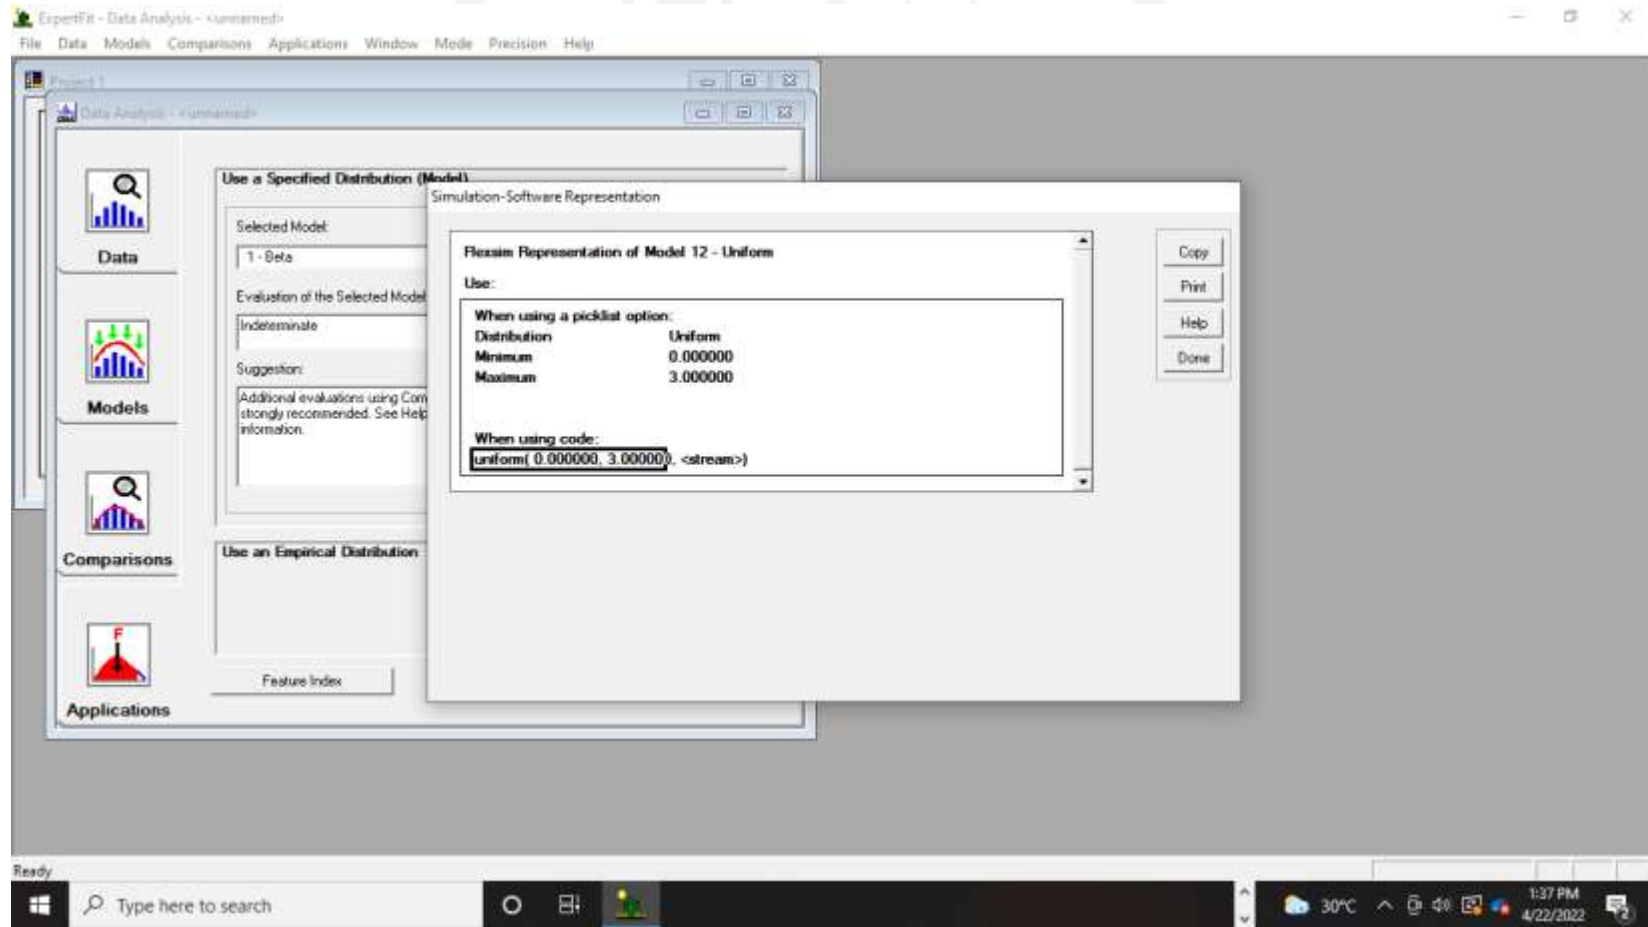 ExpertFit - Data Analysis - <unnamed>
File Data Models Comparisons Applications Window Mode Precision Help
Project 1
Data Analysis - <unnamed>
Data
Models
Comparisons
Applications
Use a Specified Distribution (Model)
Selected Model:
1 - Beta
Evaluation of the Selected Model
Indeterminate
Suggestion:
Additional evaluations using Com
strongly recommended. See Help
information.
Use an Empirical Distribution
Feature Index
Simulation-Software Representation
Flexsim Representation of Model 12 - Uniform
Use:
When using a picklist option:
Distribution Uniform
Minimum 0.000000
Maximum 3.000000
When using code:
uniform( 0.000000, 3.000000, <stream>)
Copy
Print
Help
Done
Ready
Type here to search
30°C
1:37 PM
4/22/2022
2